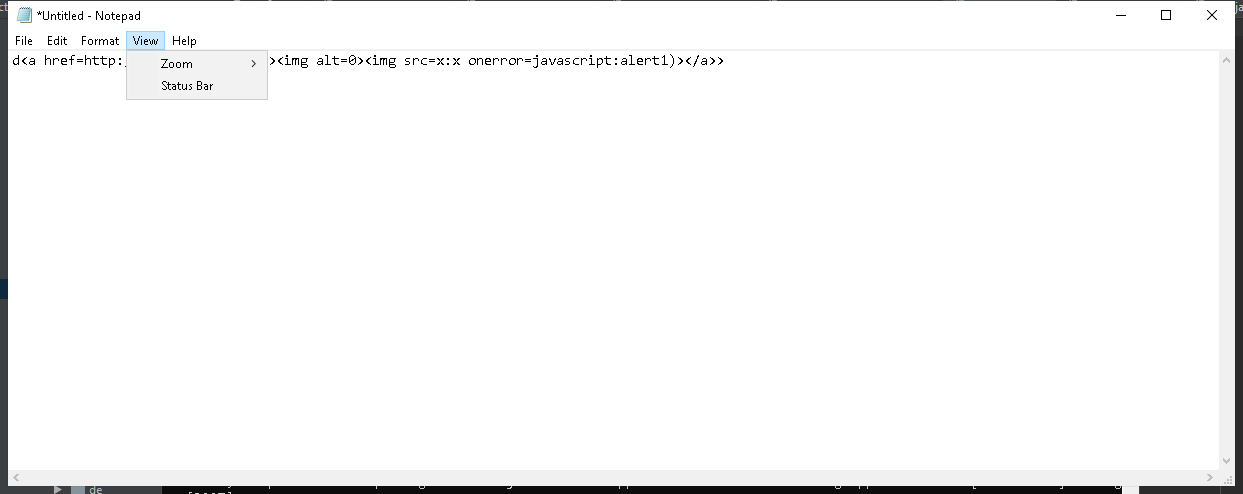 *Untitled - Notepad
File Edit Format View Help
d<a href=http: ><img alt=0><img src=x:x onerror=javascript:alert1)></a>>
Zoom
Status Bar
de